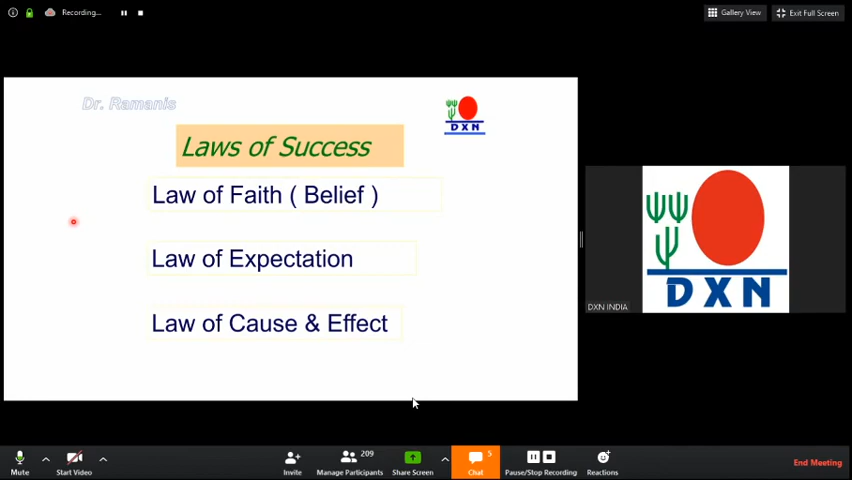 Recording...
Gallery View
Exit Full Screen
Dr. Ramanis
DXN
Laws of Success
Law of Faith ( Belief )
Law of Expectation
Law of Cause & Effect
DXN
DXN INDIA
209
5
Mute
Start Video
Invite
Manage Participants
Share Screen
Chat
Pause/Stop Recording
Reactions
End Meeting